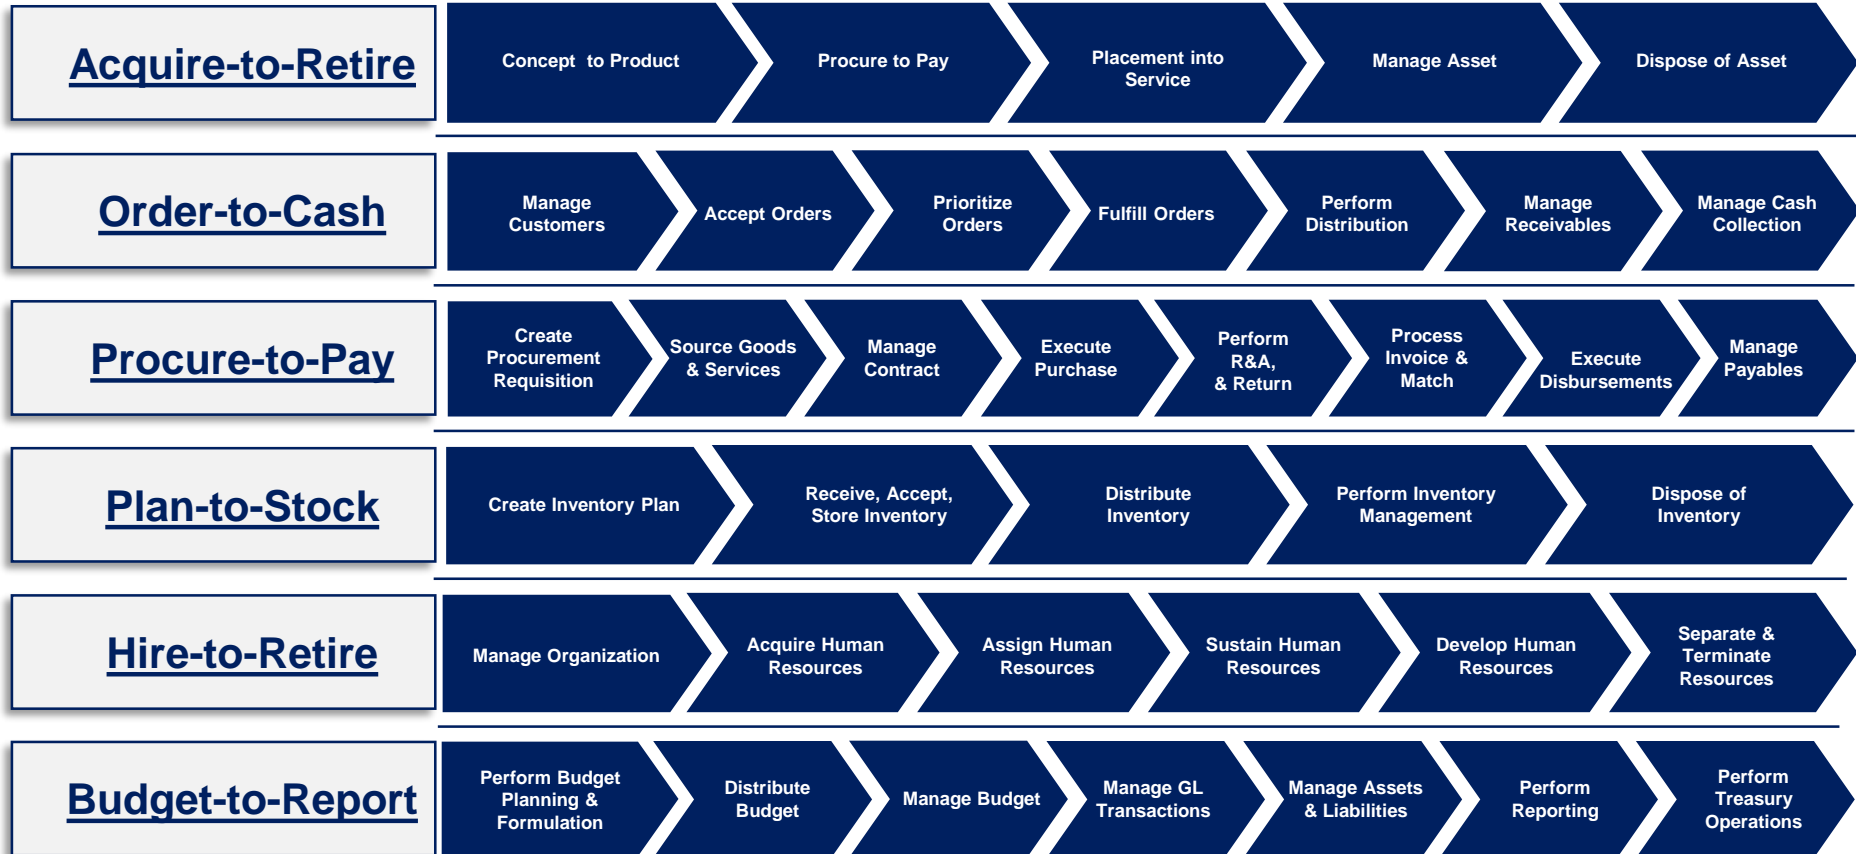 Acquire-to-Retire
Concept to Product
Procure to Pay
Placement into
Service
Manage Asset
Dispose of Asset
Order-to-Cash
Manage
Customers
Accept Orders
Prioritize
Orders
Fulfill Orders
Perform
Distribution
Manage
Receivables
Manage Cash
Collection
Procure-to-Pay
Create
Procurement
Requisition
Source Goods
& Services
Manage
Contract
Execute
Purchase
Perform
R&A,
& Return
Process
Invoice &
Match
Execute
Disbursements
Manage
Payables
Plan-to-Stock
Create Inventory Plan
Receive, Accept,
Store Inventory
Distribute
Inventory
Perform Inventory
Management
Dispose of
Inventory
Hire-to-Retire
Manage Organization
Acquire Human
Resources
Assign Human
Resources
Sustain Human
Resources
Develop Human
Resources
Separate &
Terminate
Resources
Budget-to-Report
Perform Budget
Planning &
Formulation
Distribute
Budget
Manage Budget
Manage GL
Transactions
Manage Assets
& Liabilities
Perform
Reporting
Perform
Treasury
Operations